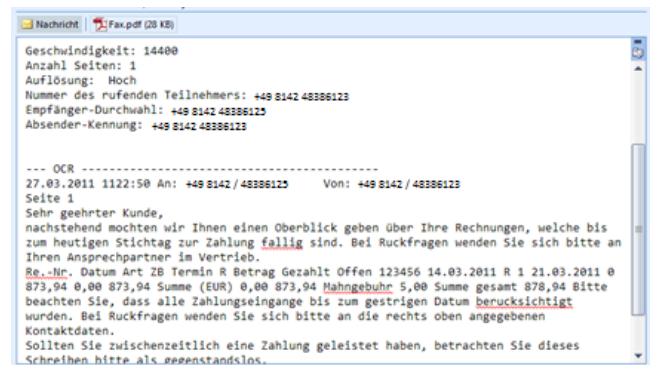 Nachricht Fax.pdf (28 KB)
Geschwindigkeit: 14400
Anzahl Seiten: 1
Auflösung: Hoch
Nummer des rufenden Teilnehmers: +49 8142 48386123
Empfänger-Durchwahl: +49 8142 48386125
Absender-Kennung: +49 8142 48386123
--- OCR ------------------------------------------
27.03.2011 1122:50 An: +49 8142 / 48386125 Von: +49 8142 / 48386123
Seite 1
Sehr geehrter Kunde,
nachstehend mochten wir Ihnen einen Oberblick geben über Ihre Rechnungen, welche bis
zum heutigen Stichtag zur Zahlung fallig sind. Bei Ruckfragen wenden Sie sich bitte an
Ihren Ansprechpartner im Vertrieb.
Re.-Nr. Datum Art ZB Termin R Betrag Gezahlt Offen 123456 14.03.2011 R 1 21.03.2011 0
873,94 0,00 873,94 Summe (EUR) 0,00 873,94 Mahngebuhr 5,00 Summe gesamt 878,94 Bitte
beachten Sie, dass alle Zahlungseingange bis zum gestrigen Datum berucksichtigt
wurden. Bei Ruckfragen wenden Sie sich bitte an die rechts oben angegebenen
Kontaktdaten.
Sollten Sie zwischenzeitlich eine Zahlung geleistet haben, betrachten Sie dieses
Schreiben bitte als gegenstandslos.